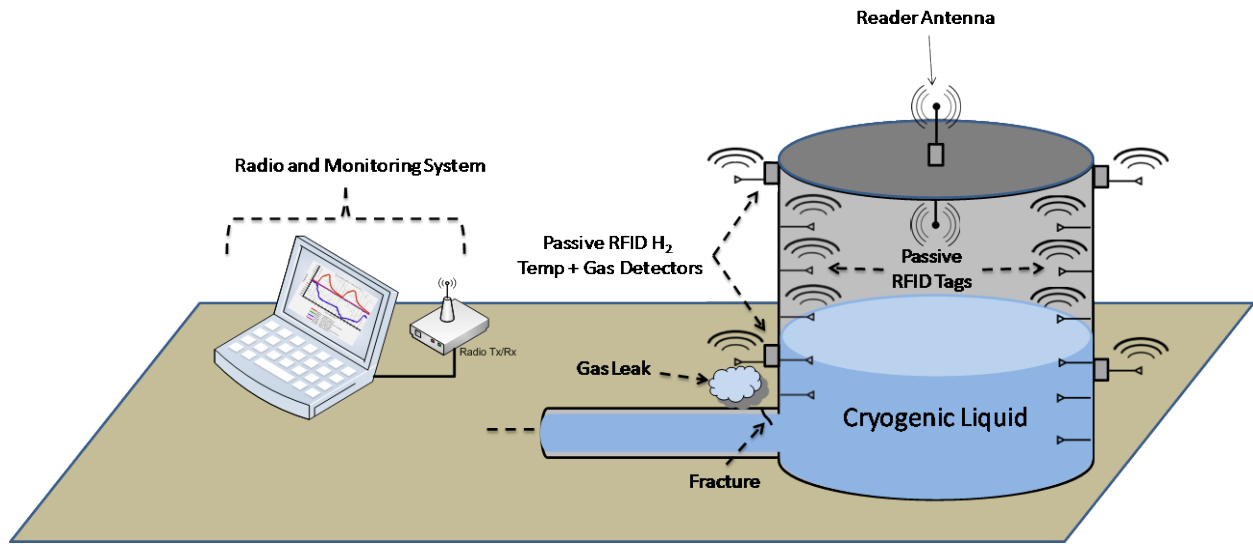 Reader Antenna
Radio and Monitoring System
Passive RFID H₂
Temp + Gas Detectors
Passive
RFID Tags
Radio Tx/Rx
Gas Leak
Cryogenic Liquid
Fracture